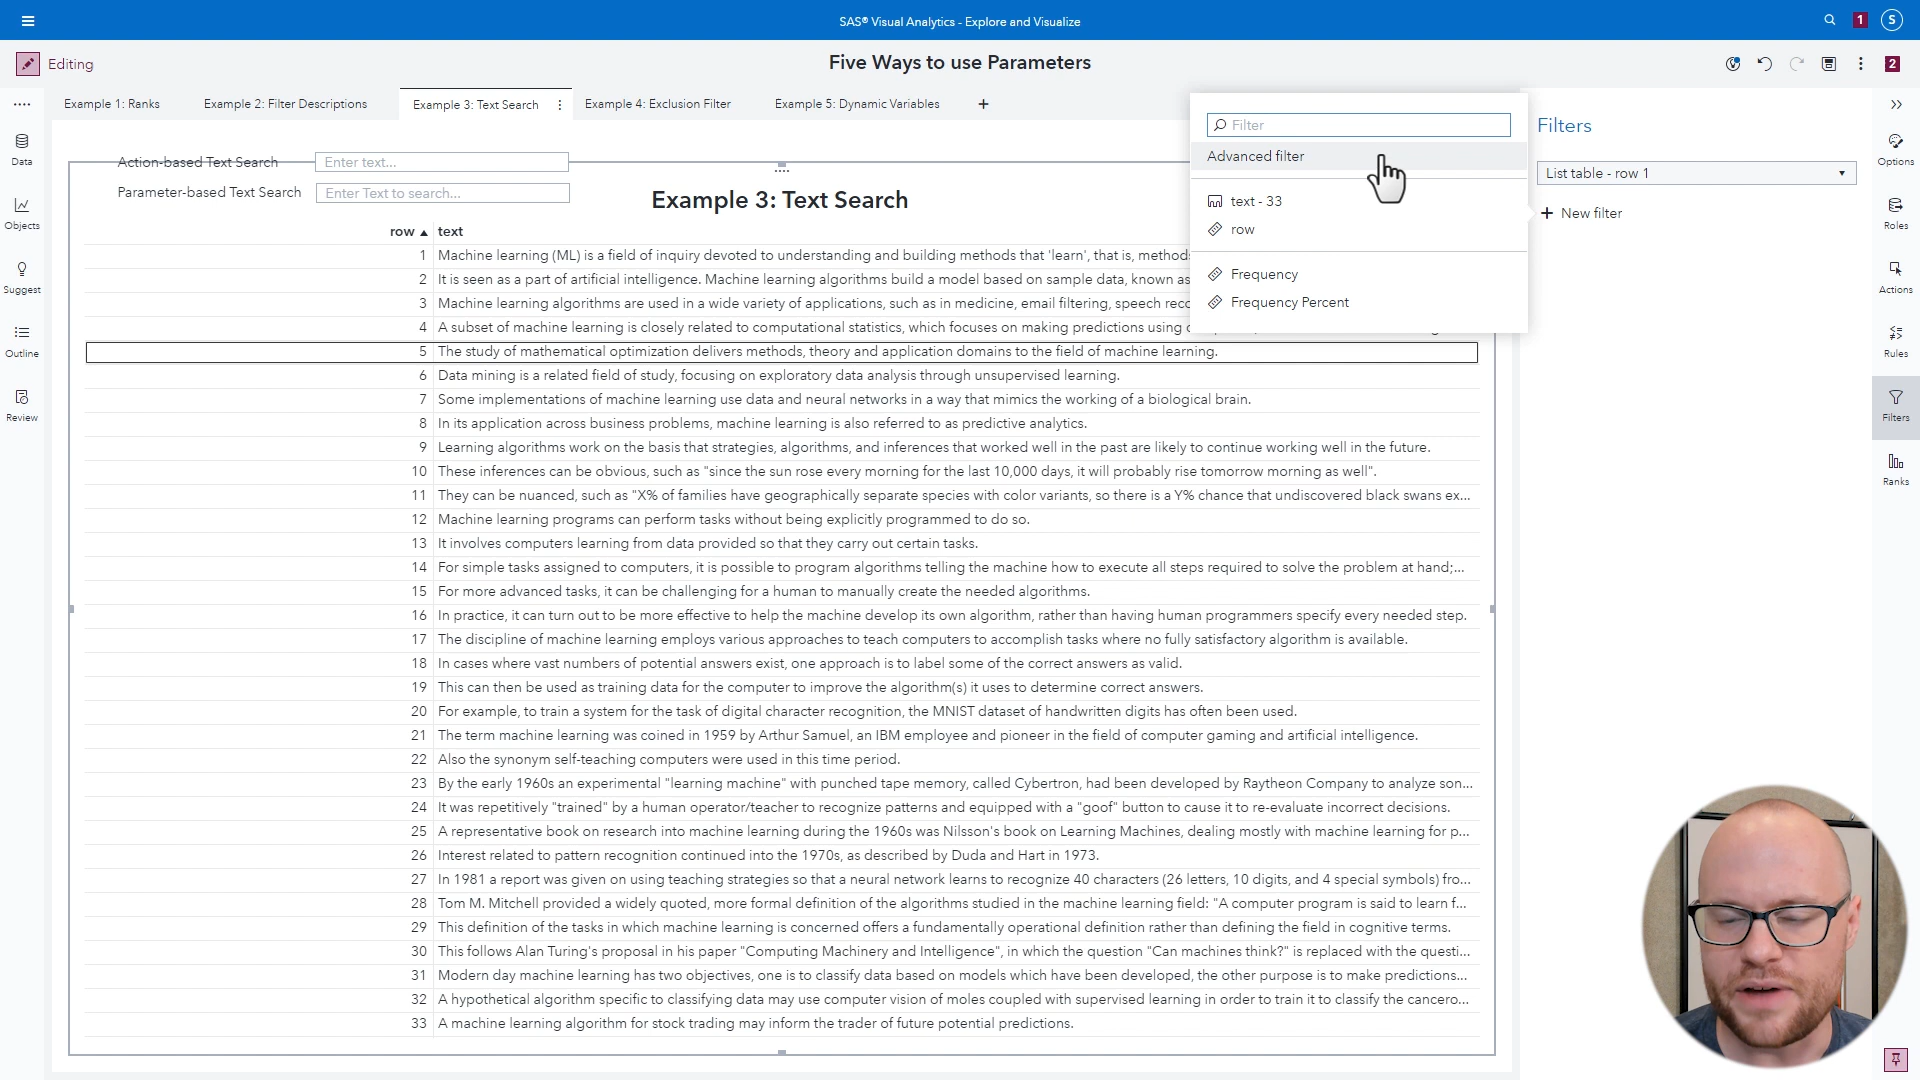 SAS® Visual Analytics - Explore and Visualize
1
S
Editing
Five Ways to use Parameters
2
Example 1: Ranks
Example 2: Filter Descriptions
Example 3: Text Search
Example 4: Exclusion Filter
Example 5: Dynamic Variables
Data
Objects
Suggest
Outline
Review
Action-based Text Search
Enter text...
Parameter-based Text Search
Enter Text to search...
Example 3: Text Search
row text
1 Machine learning (ML) is a field of inquiry devoted to understanding and building methods that 'learn', that is, methods
2 It is seen as a part of artificial intelligence. Machine learning algorithms build a model based on sample data, known as
3 Machine learning algorithms are used in a wide variety of applications, such as in medicine, email filtering, speech reco
4 A subset of machine learning is closely related to computational statistics, which focuses on making predictions using
5 The study of mathematical optimization delivers methods, theory and application domains to the field of machine learning.
6 Data mining is a related field of study, focusing on exploratory data analysis through unsupervised learning.
7 Some implementations of machine learning use data and neural networks in a way that mimics the working of a biological brain.
8 In its application across business problems, machine learning is also referred to as predictive analytics.
9 Learning algorithms work on the basis that strategies, algorithms, and inferences that worked well in the past are likely to continue working well in the future.
10 These inferences can be obvious, such as "since the sun rose every morning for the last 10,000 days, it will probably rise tomorrow morning as well".
11 They can be nuanced, such as "X% of families have geographically separate species with color variants, so there is a Y% chance that undiscovered black swans ex...
12 Machine learning programs can perform tasks without being explicitly programmed to do so.
13 It involves computers learning from data provided so that they carry out certain tasks.
14 For simple tasks assigned to computers, it is possible to program algorithms telling the machine how to execute all steps required to solve the problem at hand;...
15 For more advanced tasks, it can be challenging for a human to manually create the needed algorithms.
16 In practice, it can turn out to be more effective to help the machine develop its own algorithm, rather than having human programmers specify every needed step.
17 The discipline of machine learning employs various approaches to teach computers to accomplish tasks where no fully satisfactory algorithm is available.
18 In cases where vast numbers of potential answers exist, one approach is to label some of the correct answers as valid.
19 This can then be used as training data for the computer to improve the algorithm(s) it uses to determine correct answers.
20 For example, to train a system for the task of digital character recognition, the MNIST dataset of handwritten digits has often been used.
21 The term machine learning was coined in 1959 by Arthur Samuel, an IBM employee and pioneer in the field of computer gaming and artificial intelligence.
22 Also the synonym self-teaching computers were used in this time period.
23 By the early 1960s an experimental "learning machine" with punched tape memory, called Cybertron, had been developed by Raytheon Company to analyze son...
24 It was repetitively "trained" by a human operator/teacher to recognize patterns and equipped with a "goof" button to cause it to re-evaluate incorrect decisions.
25 A representative book on research into machine learning during the 1960s was Nilsson's book on Learning Machines, dealing mostly with machine learning for p...
26 Interest related to pattern recognition continued into the 1970s, as described by Duda and Hart in 1973.
27 In 1981 a report was given on using teaching strategies so that a neural network learns to recognize 40 characters (26 letters, 10 digits, and 4 special symbols) fro...
28 Tom M. Mitchell provided a widely quoted, more formal definition of the algorithms studied in the machine learning field: "A computer program is said to learn f...
29 This definition of the tasks in which machine learning is concerned offers a fundamentally operational definition rather than defining the field in cognitive terms.
30 This follows Alan Turing's proposal in his paper "Computing Machinery and Intelligence", in which the question "Can machines think?" is replaced with the questi...
31 Modern day machine learning has two objectives, one is to classify data based on models which have been developed, the other purpose is to make predictions...
32 A hypothetical algorithm specific to classifying data may use computer vision of moles coupled with supervised learning in order to train it to classify the cancero...
33 A machine learning algorithm for stock trading may inform the trader of future potential predictions.
Filter
Advanced filter
text - 33
row
Frequency
Frequency Percent
Filters
List table - row 1
New filter
Options
Roles
Actions
Rules
Filters
Ranks